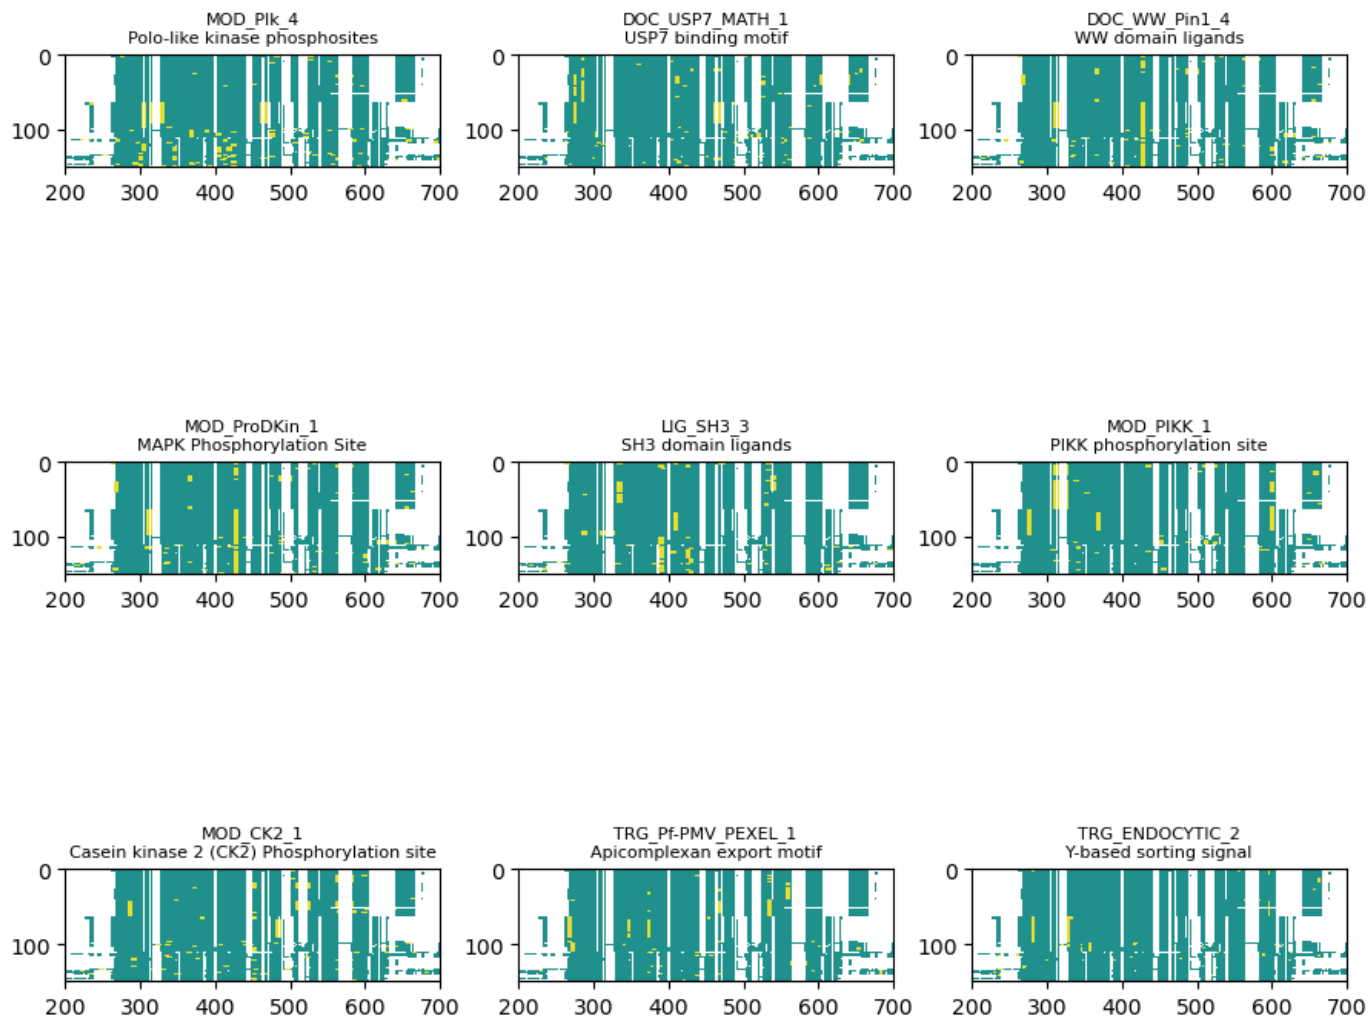 MOD_Plk_4
Polo-like kinase phosphosites
0
100
200 300 400 500 600 700
DOC_USP7_MATH_1
USP7 binding motif
0
100
200 300 400 500 600 700
DOC_WW_Pin1_4
WW domain ligands
0
100
200 300 400 500 600 700
MOD_ProDKin_1
MAPK Phosphorylation Site
0
100
200 300 400 500 600 700
LIG_SH3_3
SH3 domain ligands
0
100
200 300 400 500 600 700
MOD_PIKK_1
PIKK phosphorylation site
0
100
200 300 400 500 600 700
MOD_CK2_1
Casein kinase 2 (CK2) Phosphorylation site
0
100
200 300 400 500 600 700
TRG_Pf-PMV_PEXEL_1
Apicomplexan export motif
0
100
200 300 400 500 600 700
TRG_ENDOCYTIC_2
Y-based sorting signal
0
100
200 300 400 500 600 700